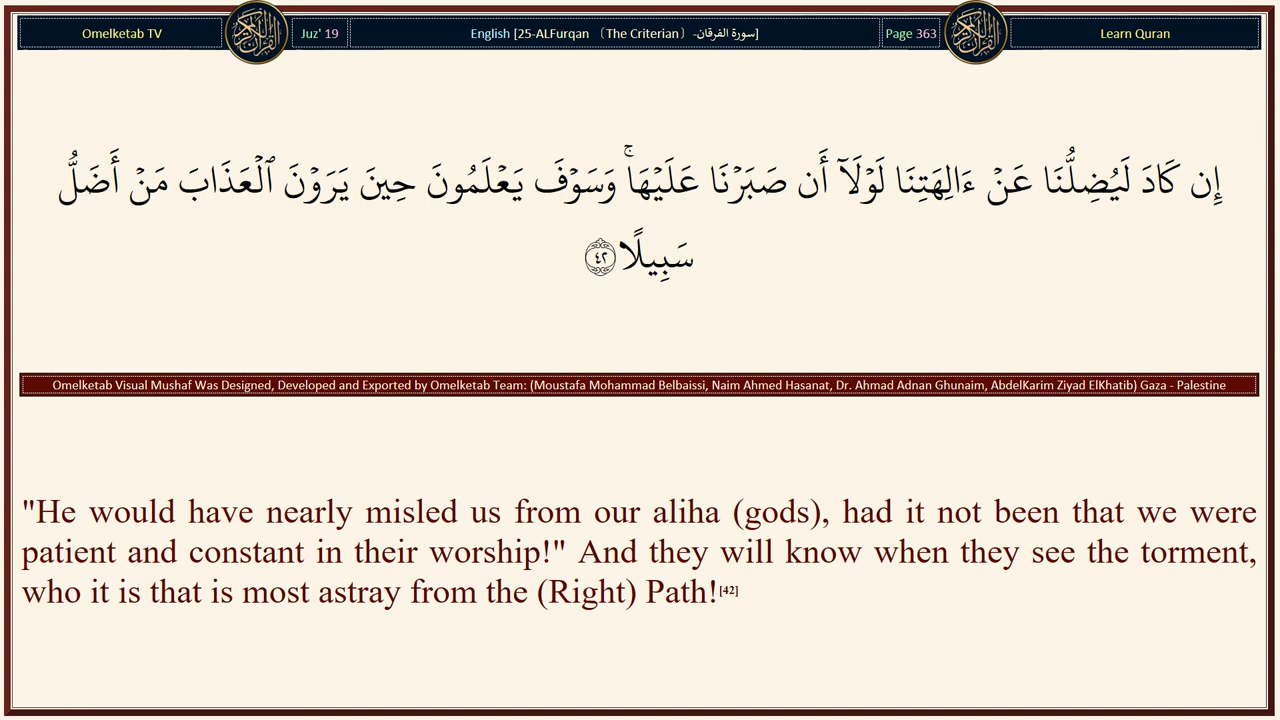 Omelketab TV
Juz' 19
English [25-ALFurqan （The Criterian）-سورة الفرقان]
Page 363
Learn Quran
إِن كَادَ لَيُضِلُّنَا عَنْ ءَالِهَتِنَا لَوْلَآ أَن صَبَرْنَا عَلَيْهَا ۚ وَسَوْفَ يَعْلَمُونَ حِينَ يَرَوْنَ ٱلْعَذَابَ مَنْ أَضَلُّ
سَبِيلًا ٤٢
Omelketab Visual Mushaf Was Designed, Developed and Exported by Omelketab Team: (Moustafa Mohammad Belbaissi, Naim Ahmed Hasanat, Dr. Ahmad Adnan Ghunaim, AbdelKarim Ziyad ElKhatib) Gaza - Palestine
"He would have nearly misled us from our aliha (gods), had it not been that we were
patient and constant in their worship!" And they will know when they see the torment,
who it is that is most astray from the (Right) Path![42]